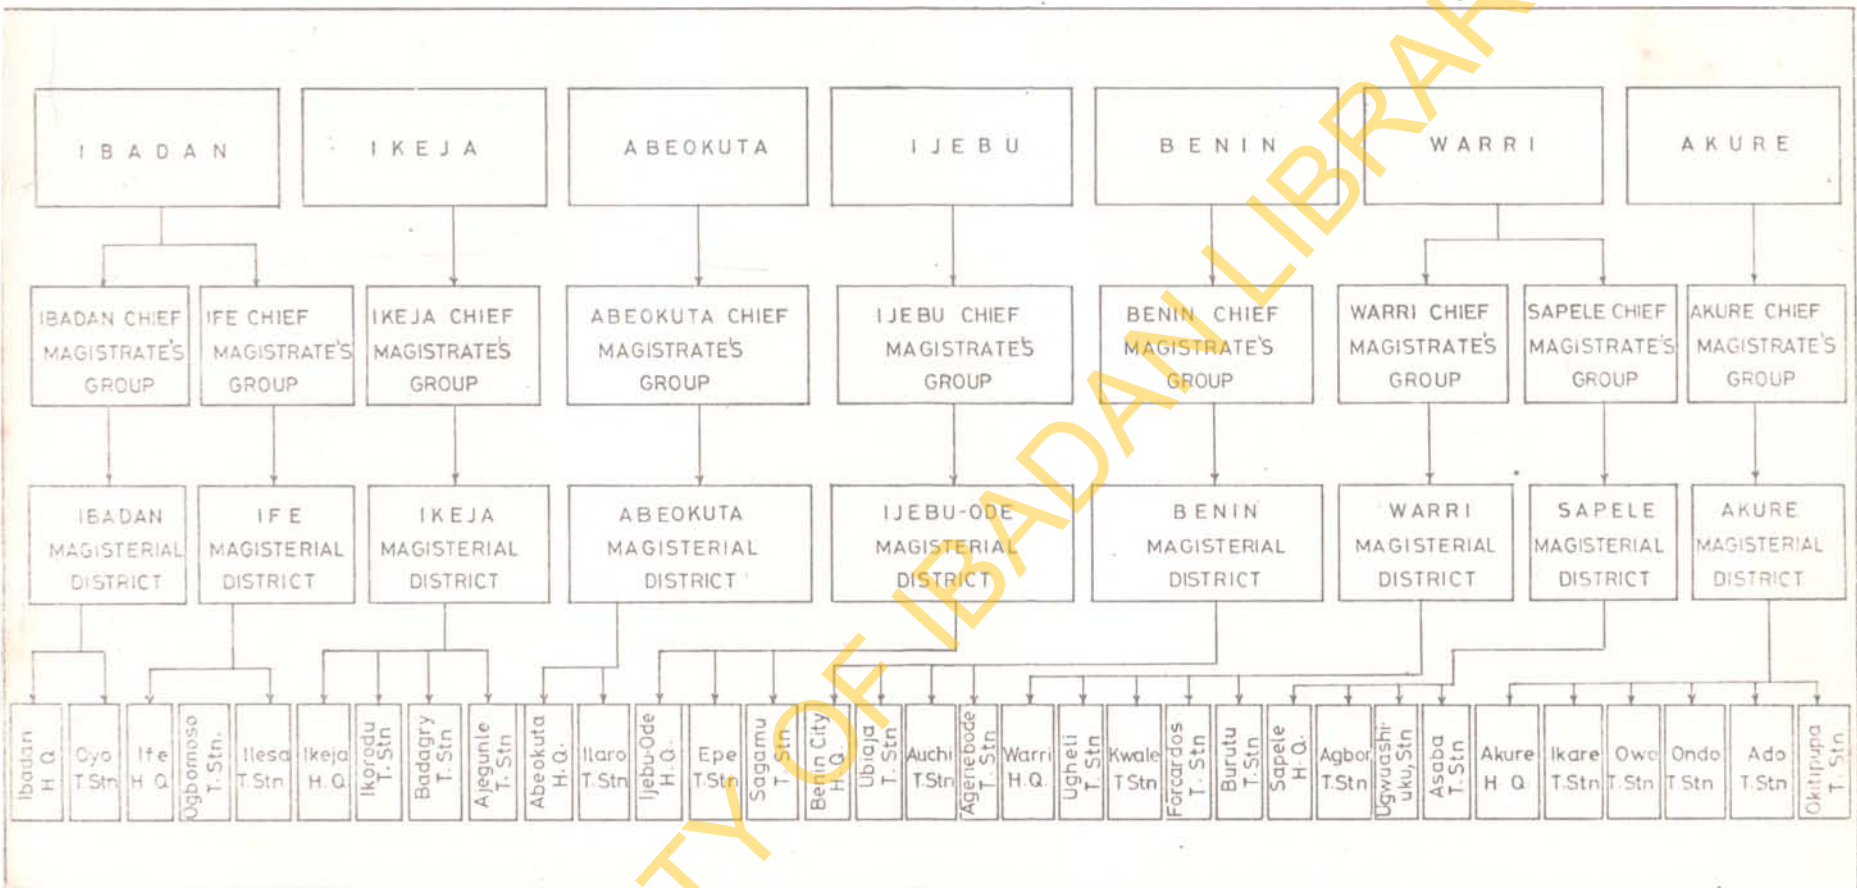 IBADAN
IKEJA
ABEOKUTA
IJEBU
BENIN
WARRI
AKURE
IBADAN CHIEF
MAGISTRATE'S
GROUP
IFE CHIEF
MAGISTRATE'S
GROUP
IKEJA CHIEF
MAGISTRATE'S
GROUP
ABEOKUTA CHIEF
MAGISTRATE'S
GROUP
IJEBU CHIEF
MAGISTRATE'S
GROUP
BENIN CHIEF
MAGISTRATE'S
GROUP
WARRI CHIEF
MAGISTRATE'S
GROUP
SAPELE CHIEF
MAGISTRATE'S
GROUP
AKURE CHIEF
MAGISTRATE'S
GROUP
IBADAN
MAGISTERIAL
DISTRICT
IFE
MAGISTERIAL
DISTRICT
IKEJA
MAGISTERIAL
DISTRICT
ABEOKUTA
MAGISTERIAL
DISTRICT
IJEBU-ODE
MAGISTERIAL
DISTRICT
BENIN
MAGISTERIAL
DISTRICT
WARRI
MAGISTERIAL
DISTRICT
SAPELE
MAGISTERIAL
DISTRICT
AKURE
MAGISTERIAL
DISTRICT
Ibadan
H Q
Oyo
T.Stn
Ife
H Q
Ogbomoso
T. Stn.
Ilesa
T.Stn
Ikeja
H. Q.
Ikorodu
T. Stn
Badagry
T. Stn
Ajegunle
T. Stn
Abeokuta
H. Q.
Ilaro
T. Stn
Ijebu-Ode
H. Q.
Epe
T.Stn
Sagamu
T. Stn
Benin City
H Q.
Ubiaja
T. Stn
Auchi
T.Stn
Agenebode
T. Stn
Warri
H. Q.
Ugheli
T. Stn
Kwale
T Stn
Forcardos
T. Stn
Burutu
T. Stn
Sapele
H. Q.
Agbor
T.Stn
Ugwuashi-
uku, Stn
Asaba
T.Stn
Akure
H Q
Ikare
T.Stn
Owo
T.Stn
Ondo
T Stn
Ado
T.Stn
Okitipupa
T. Stn
TY OF IBADAN LIBRAR